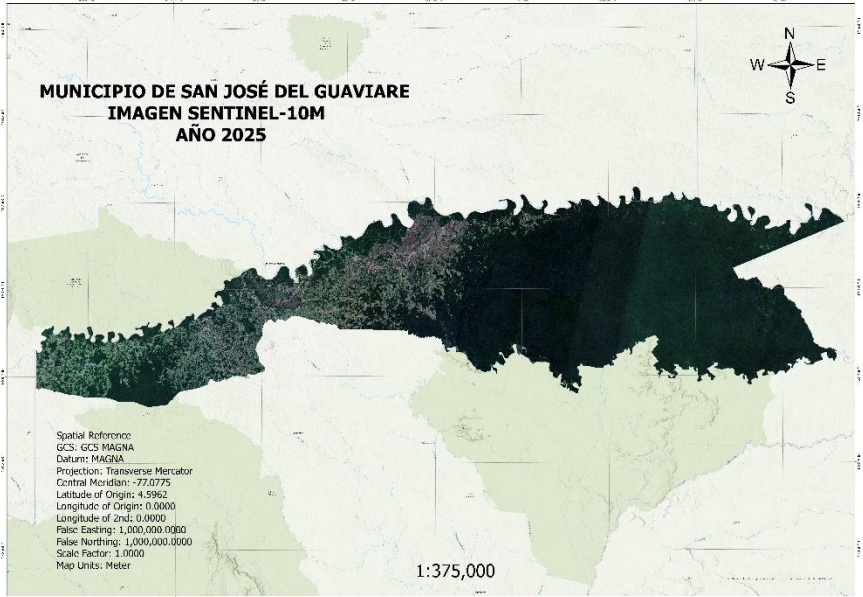 MUNICIPIO DE SAN JOSÉ DEL GUAVIARE
IMAGEN SENTINEL-10M
AÑO 2025
N
W E
S
Spatial Reference
GCS: GCS MAGNA
Datum: MAGNA
Projection: Transverse Mercator
Central Meridian: -77.0775
Latitude of Origin: 4.5962
Longitude of Origin: 0.0000
Longitude of 2nd: 0.0000
False Easting: 1,000,000.0000
False Northing: 1,000,000.0000
Scale Factor: 1.0000
Map Units: Meter
1:375,000